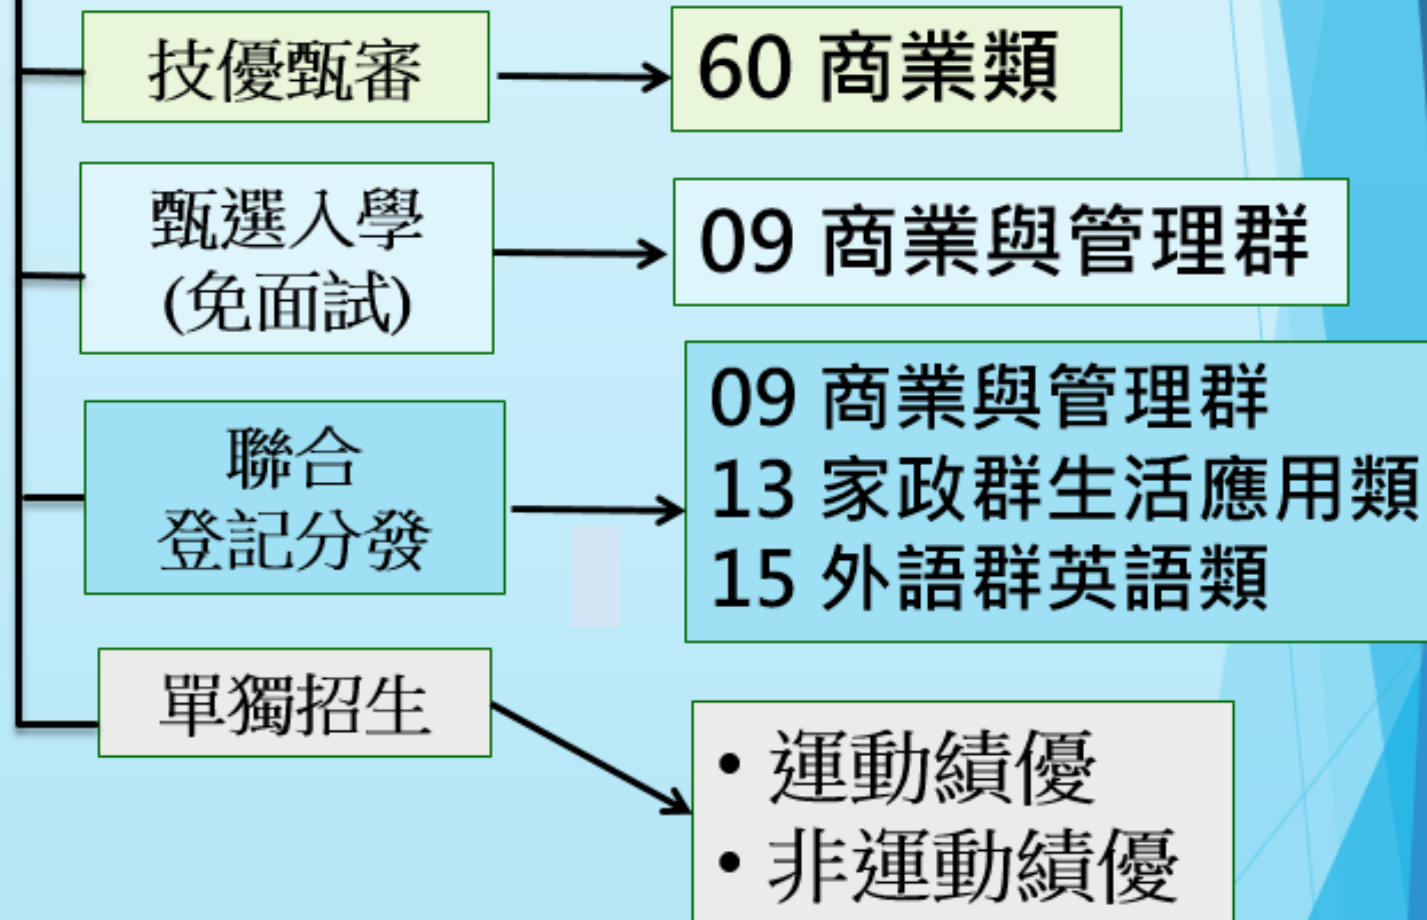 技優甄審
60 商業類
甄選入學
(免面試)
09 商業與管理群
聯合
登記分發
09 商業與管理群
13 家政群生活應用類
15 外語群英語類
單獨招生
• 運動績優
• 非運動績優